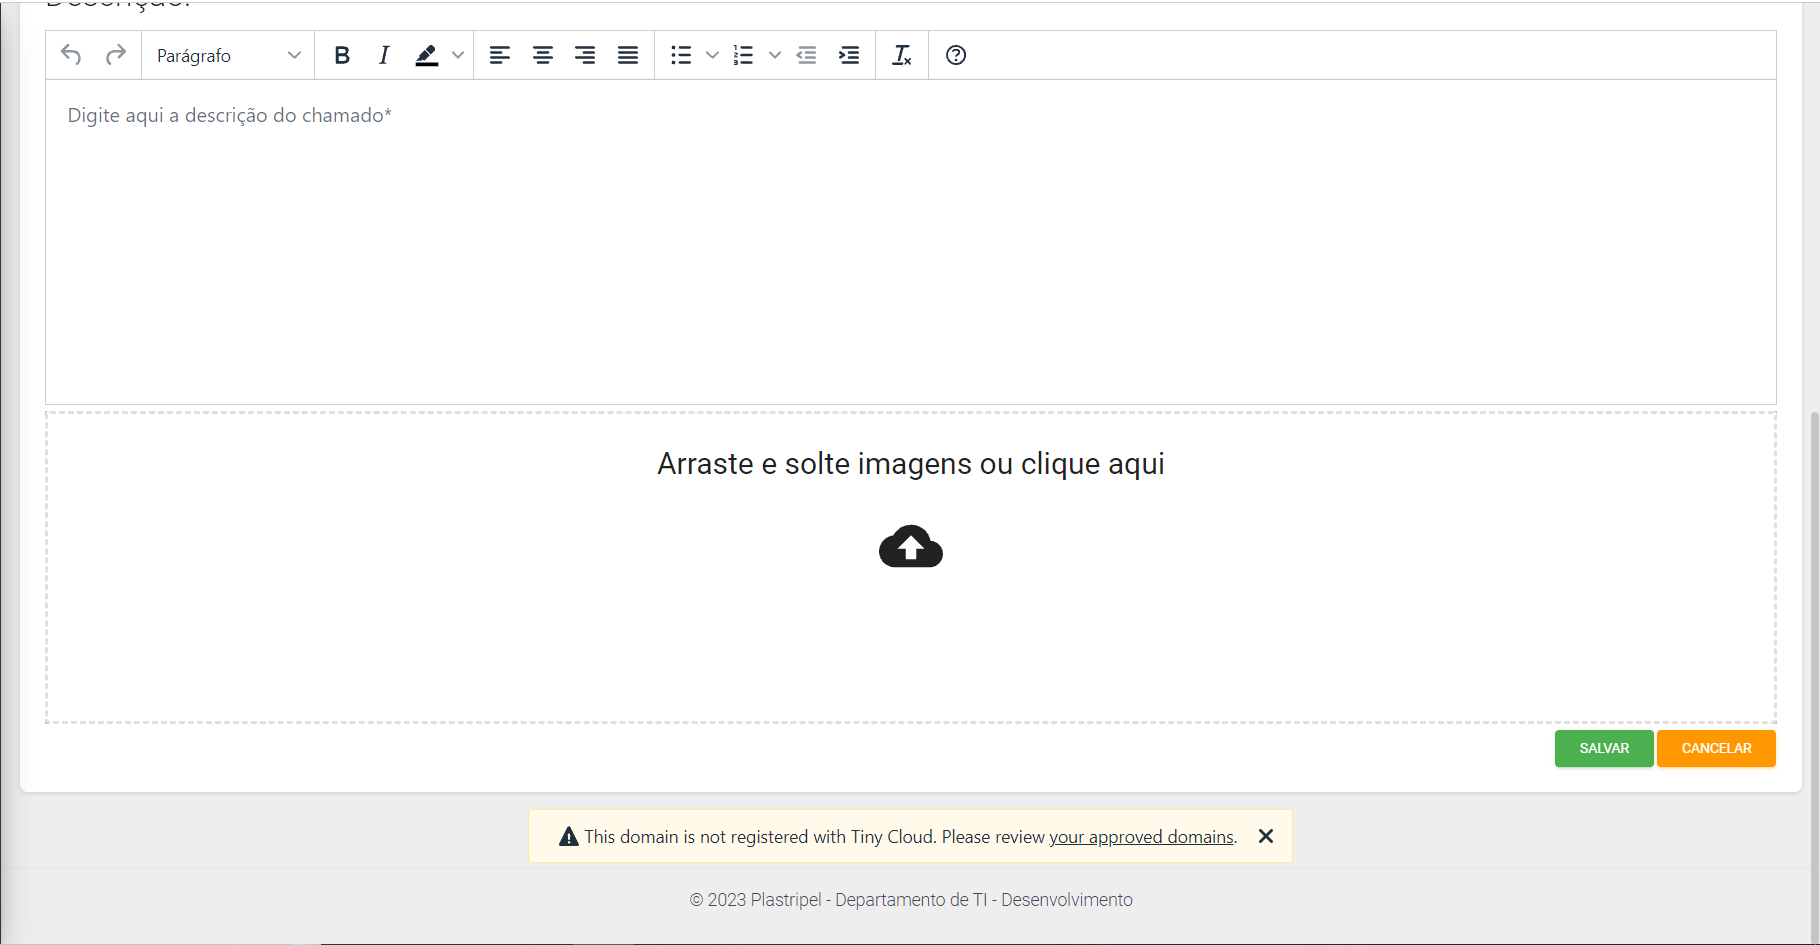 Descrição:
Parágrafo
Digite aqui a descrição do chamado*
Arraste e solte imagens ou clique aqui
SALVAR CANCELAR
This domain is not registered with Tiny Cloud. Please review your approved domains.
© 2023 Plastripel - Departamento de TI - Desenvolvimento